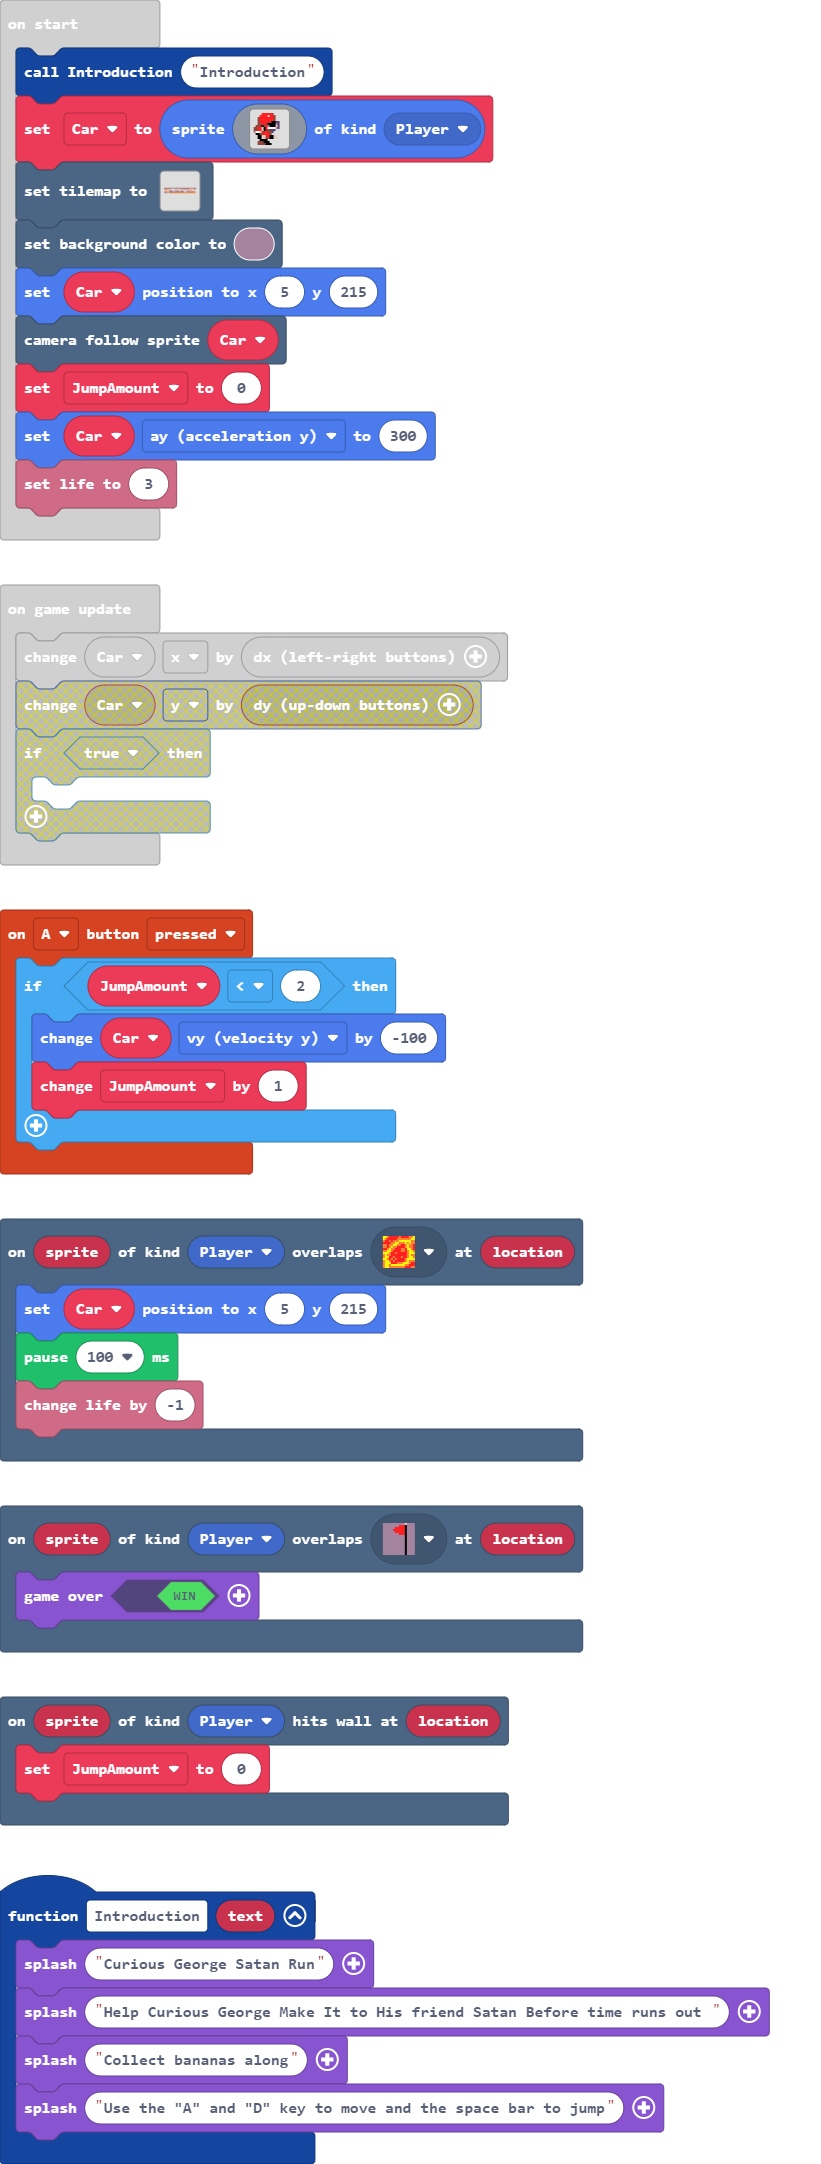 on start
call Introduction "Introduction"
set Car to sprite of kind Player
set tilemap to
set background color to
set Car position to x 5 y 215
camera follow sprite Car
set JumpAmount to 0
set Car ay (acceleration y) to 300
set life to 3
on game update
change Car x by dx (left-right buttons)
change Car y by dy (up-down buttons)
if true then
on A button pressed
if JumpAmount < 2 then
change Car vy (velocity y) by -100
change JumpAmount by 1
on sprite of kind Player overlaps at location
set Car position to x 5 y 215
pause 100 ms
change life by -1
on sprite of kind Player overlaps at location
game over WIN
on sprite of kind Player hits wall at location
set JumpAmount to 0
function Introduction text
splash "Curious George Satan Run"
splash "Help Curious George Make It to His friend Satan Before time runs out "
splash "Collect bananas along"
splash "Use the "A" and "D" key to move and the space bar to jump"